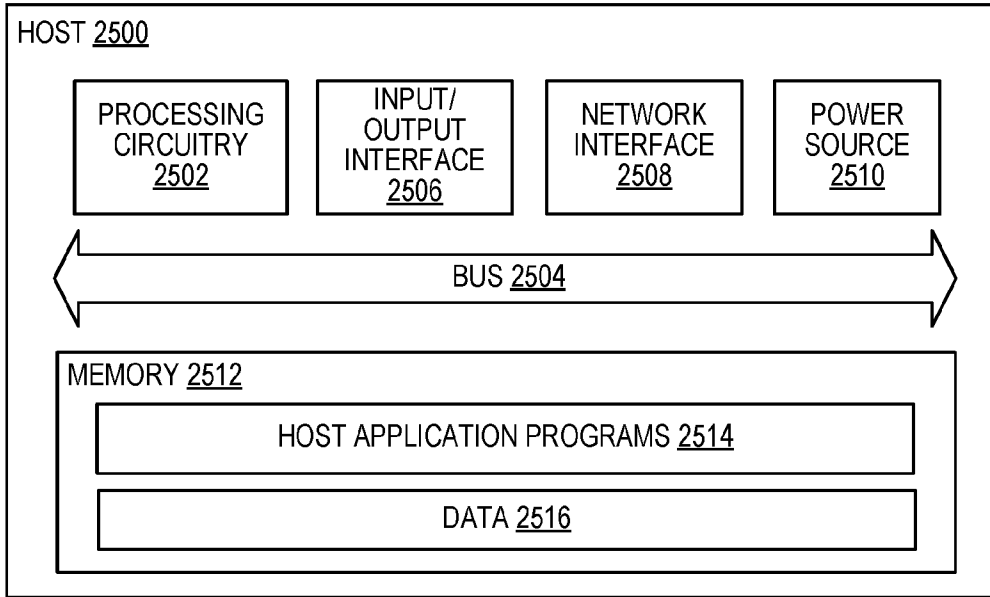 HOST 2500
PROCESSING
CIRCUITRY
2502
INPUT/
OUTPUT
INTERFACE
2506
NETWORK
INTERFACE
2508
POWER
SOURCE
2510
BUS 2504
MEMORY 2512
HOST APPLICATION PROGRAMS 2514
DATA 2516